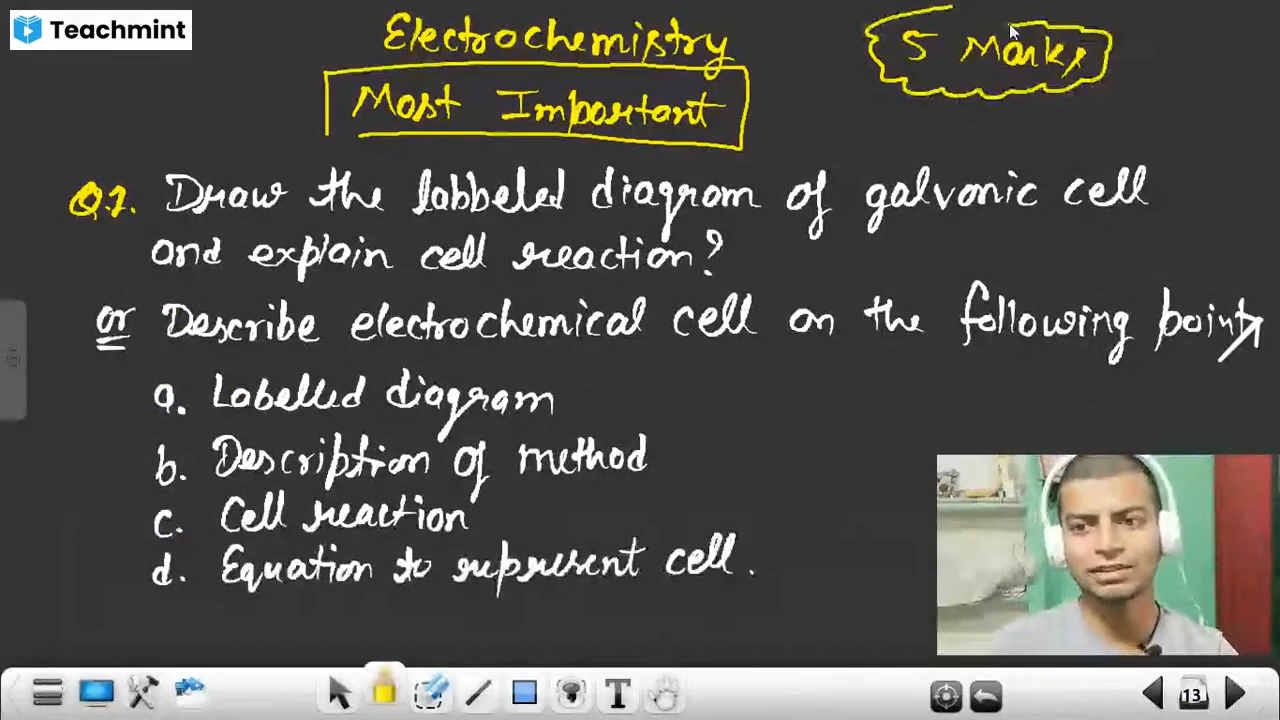 Teachmint
Electrochemistry
5 Marks
Most Important
Q.1. Draw the labbeled diagram of galvonic cell
and explain cell reaction?
or Describe electrochemical cell on the following points
a. Labelled diagram
b. Description of method
c. Cell reaction
d. Equation to represent cell.
T
13